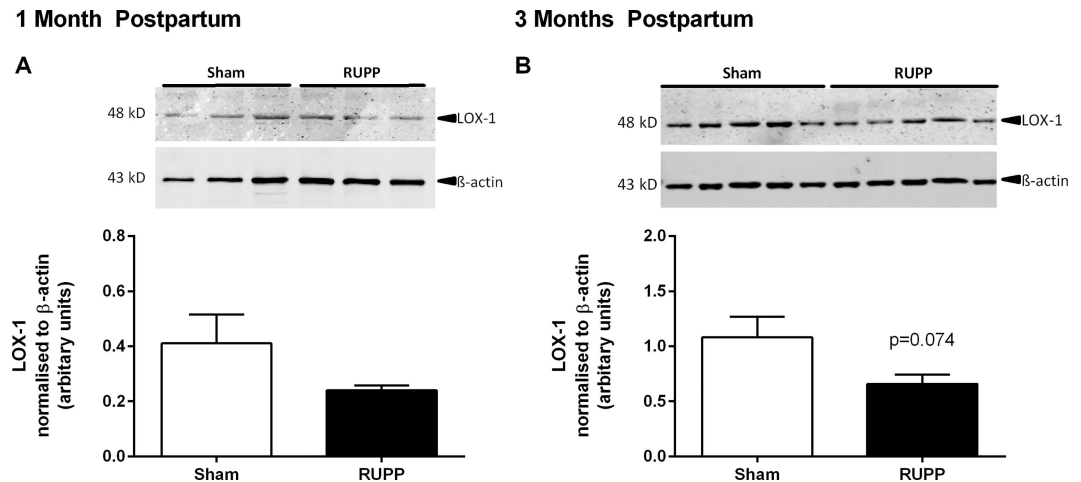 1 Month  Postpartum
3 Months  Postpartum
A
Sham
RUPP
48 kD
LOX-1
43 kD
ß-actin
0.8
0.6
0.4
0.2
0.0
LOX-1
normalised to β-actin
(arbitary units)
Sham
RUPP
B
Sham
RUPP
48 kD
LOX-1
43 kD
ß-actin
2.0
1.5
1.0
0.5
0.0
LOX-1
normalised to β-actin
(arbitary units)
p=0.074
Sham
RUPP